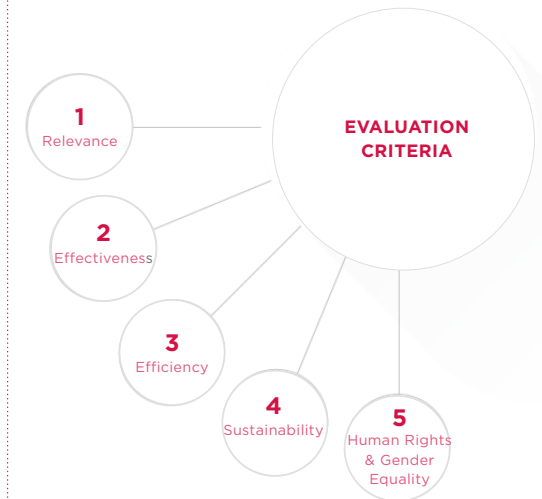 EVALUATION
CRITERIA
1
Relevance
2
Effectiveness
3
Efficiency
4
Sustainability
5
Human Rights
& Gender
Equality